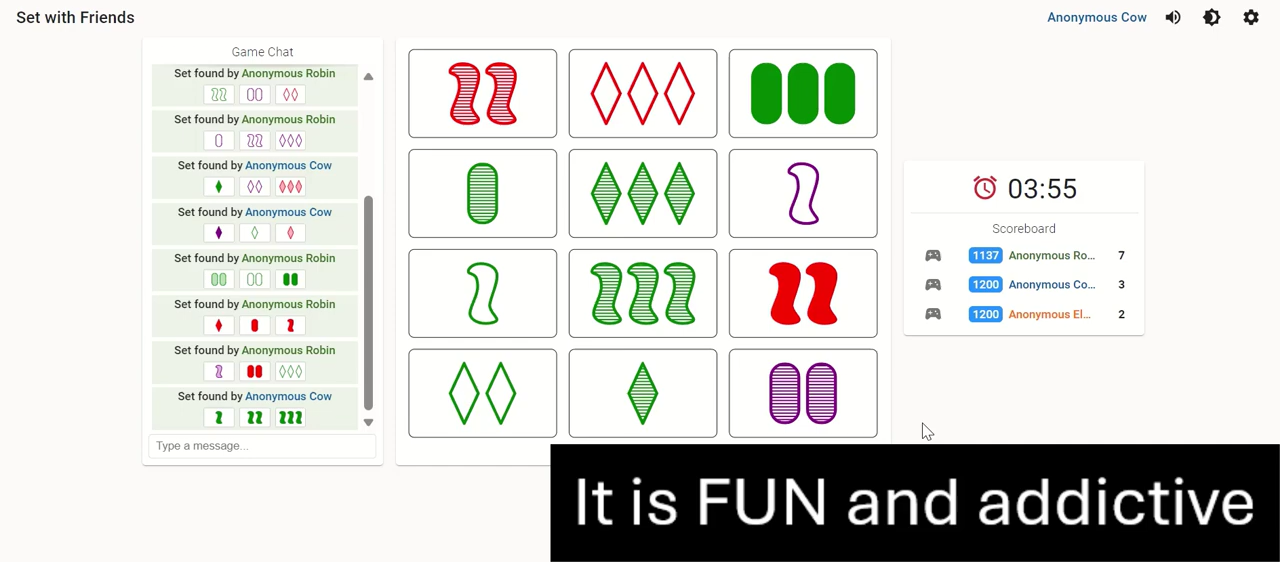 Set with Friends
Anonymous Cow
Game Chat
Set found by Anonymous Robin
Set found by Anonymous Robin
Set found by Anonymous Cow
Set found by Anonymous Cow
Set found by Anonymous Robin
Set found by Anonymous Robin
Set found by Anonymous Robin
Set found by Anonymous Cow
Type a message...
03:55
Scoreboard
1137 Anonymous Ro... 7
1200 Anonymous Co... 3
1200 Anonymous El... 2
It is FUN and addictive